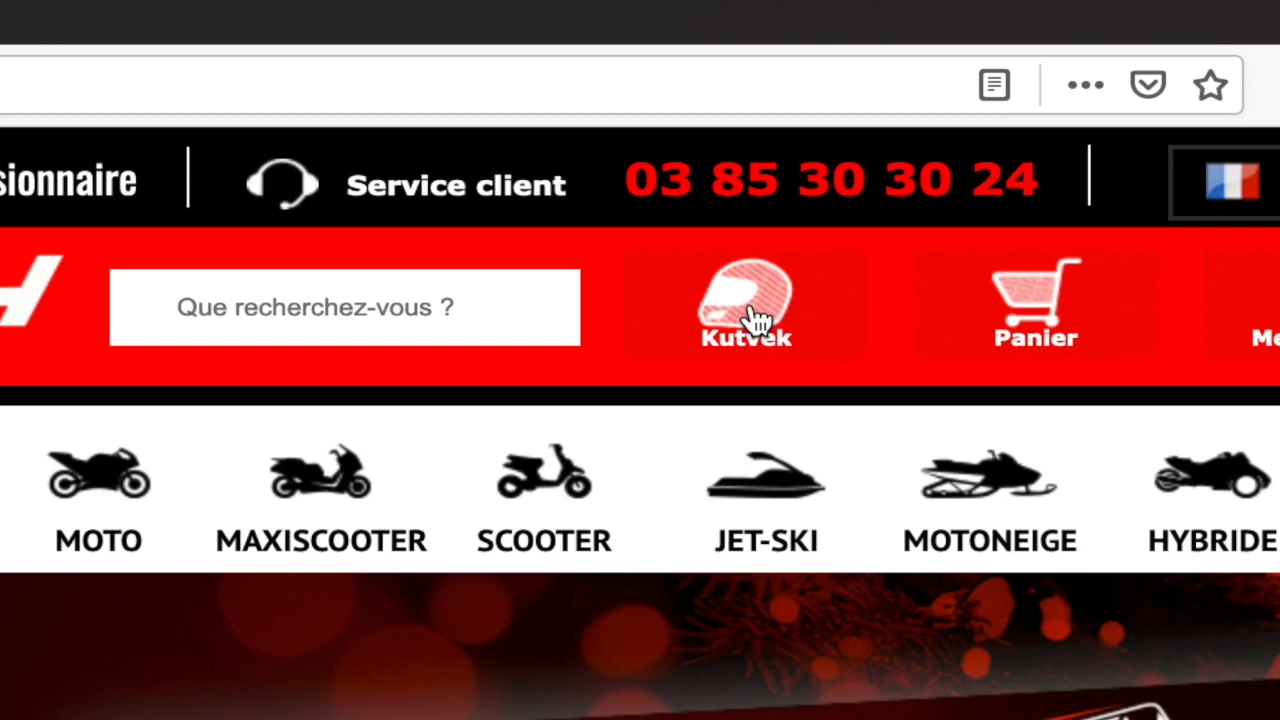 sionnaire
Service client
03 85 30 30 24
H
Que recherchez-vous ?
Kutvek
Panier
Me
MOTO
MAXISCOOTER
SCOOTER
JET-SKI
MOTONEIGE
HYBRIDE